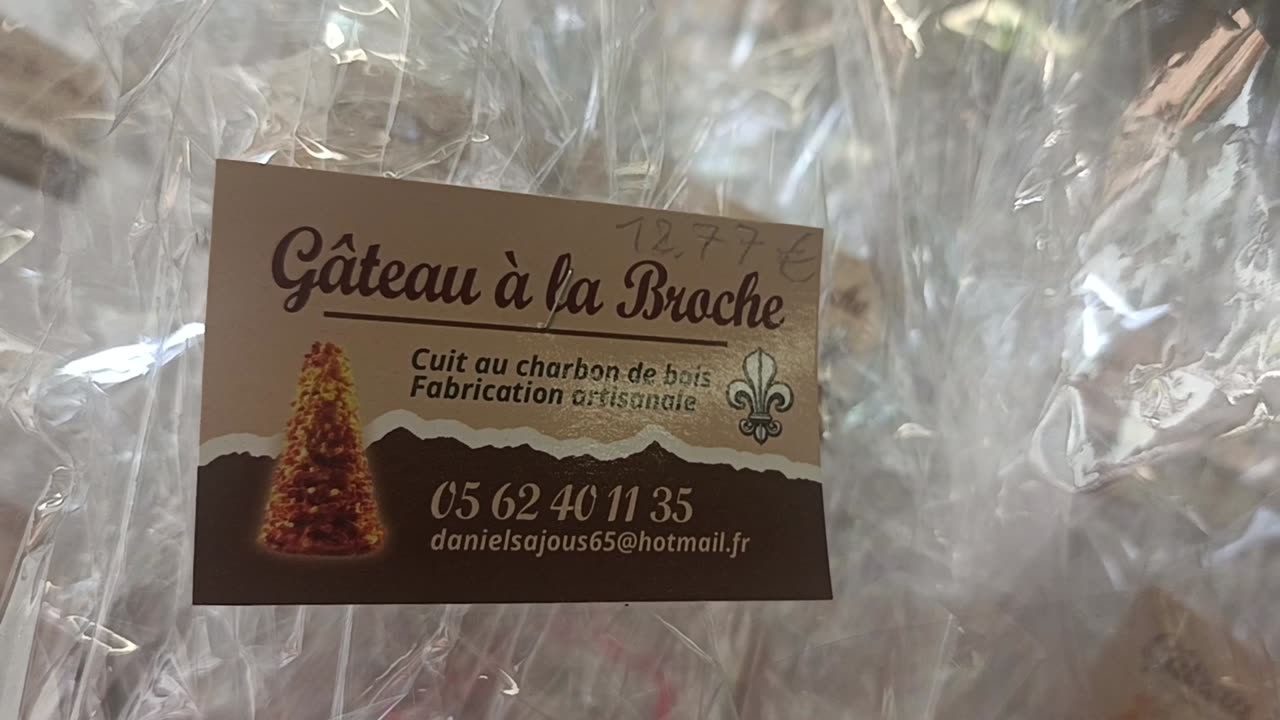 12,77 €
Gâteau à la Broche
Cuit au charbon de bois
Fabrication artisanale
05 62 40 11 35
danielsajous65@hotmail.fr